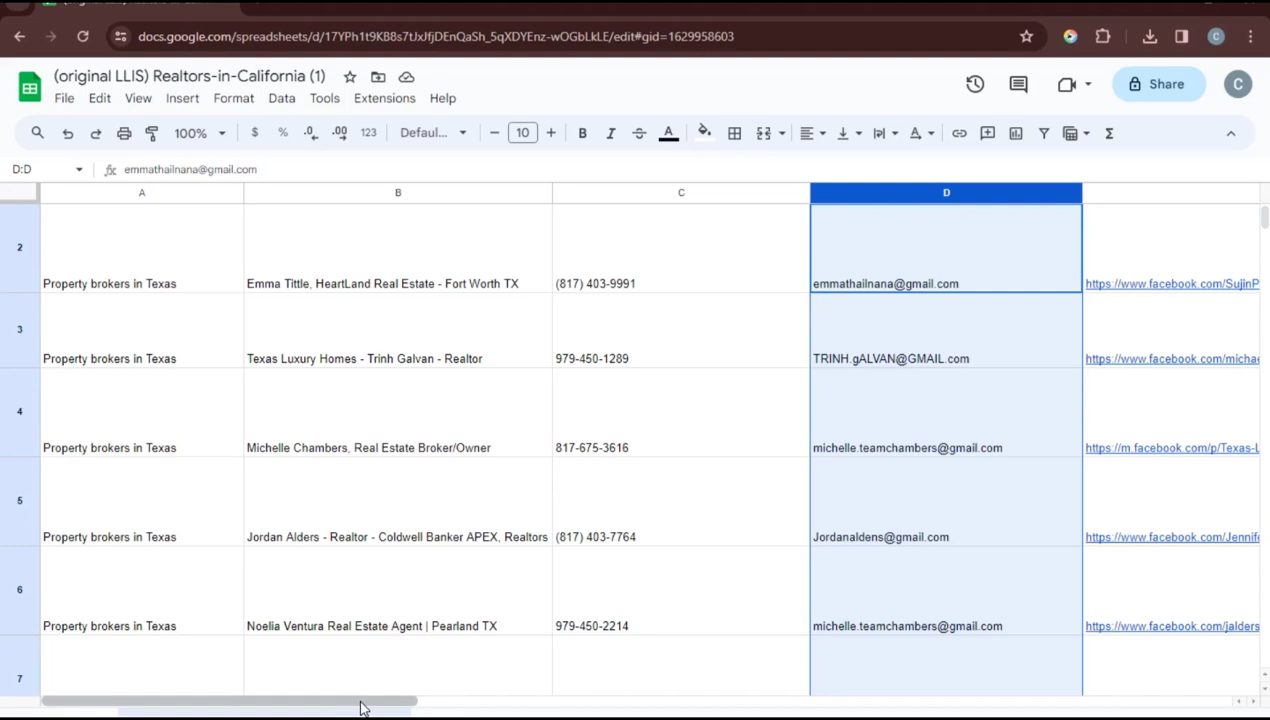 docs.google.com/spreadsheets/d/17YPh1t9KB8s7tJxJfjDEnQaSh_5qXDYEnz-wOGbLkLE/edit#gid=1629958603
C
(original LLIS) Realtors-in-California (1)
File Edit View Insert Format Data Tools Extensions Help
Share
C
100% $ % .0 .00 123 Defaul... 10 B I A
D:D fx emmathailnana@gmail.com
A B C D
2 Property brokers in Texas Emma Tittle, HeartLand Real Estate - Fort Worth TX (817) 403-9991 emmathailnana@gmail.com https://www.facebook.com/SujinP
3 Property brokers in Texas Texas Luxury Homes - Trinh Galvan - Realtor 979-450-1289 TRINH.gALVAN@GMAIL.com https://www.facebook.com/michae
4 Property brokers in Texas Michelle Chambers, Real Estate Broker/Owner 817-675-3616 michelle.teamchambers@gmail.com https://m.facebook.com/p/Texas-L
5 Property brokers in Texas Jordan Alders - Realtor - Coldwell Banker APEX, Realtors (817) 403-7764 Jordanaldens@gmail.com https://www.facebook.com/Jennife
6 Property brokers in Texas Noelia Ventura Real Estate Agent | Pearland TX 979-450-2214 michelle.teamchambers@gmail.com https://www.facebook.com/jalders
7